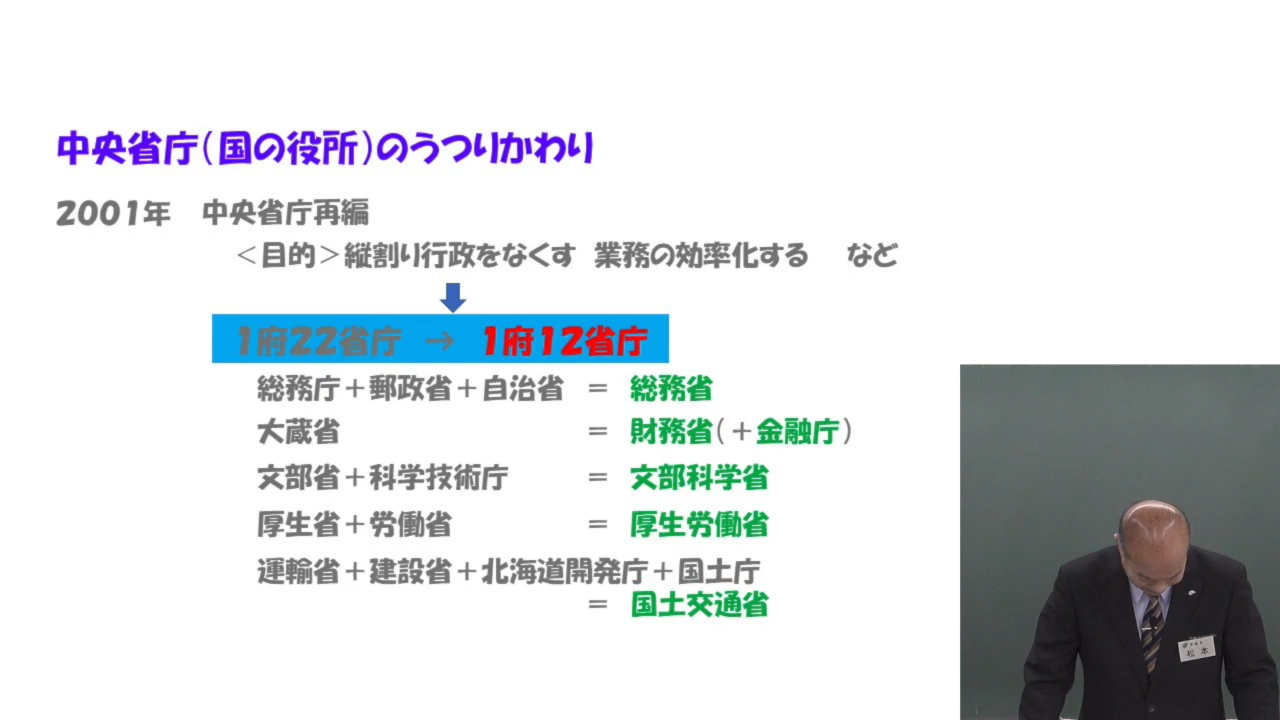 中央省庁(国の役所)のうつりかわり
2001年　中央省庁再編
＜目的＞縦割り行政をなくす　業務の効率化する　など
1府22省庁　→　1府12省庁
総務庁＋郵政省＋自治省　＝　総務省
大蔵省　＝　財務省(＋金融庁)
文部省＋科学技術庁　＝　文部科学省
厚生省＋労働省　＝　厚生労働省
運輸省＋建設省＋北海道開発庁＋国土庁
＝　国土交通省
松本